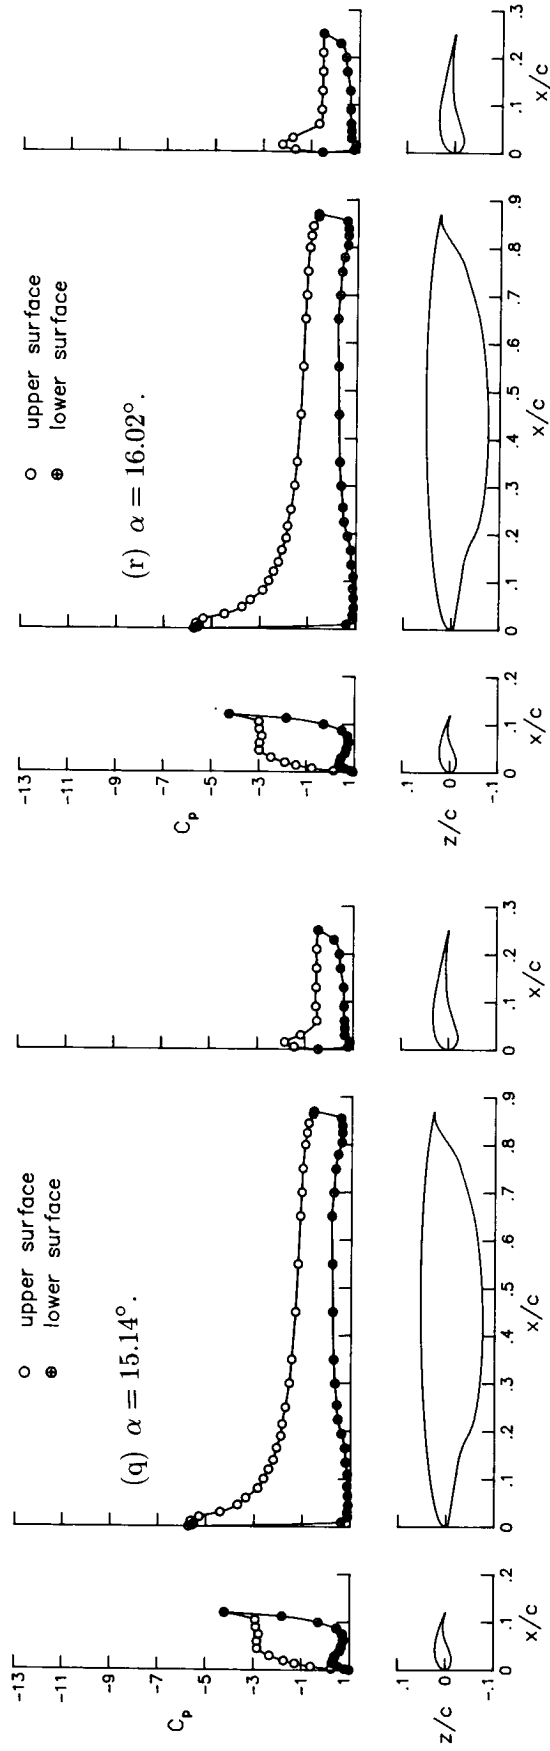 -13
○ upper surface
⊕ lower surface
-11
-9
(q) α = 15.14°.
-7
Cp
-5
-3
-1
1
.1
z/c 0
-.1
0 .1 .2
x/c
0 .1 .2 .3 .4 .5 .6 .7 .8 .9
x/c
0 .1 .2 .3
x/c
-13
○ upper surface
⊕ lower surface
-11
-9
(r) α = 16.02°.
-7
Cp
-5
-3
-1
1
.1
z/c 0
-.1
0 .1 .2
x/c
0 .1 .2 .3 .4 .5 .6 .7 .8 .9
x/c
0 .1 .2 .3
x/c